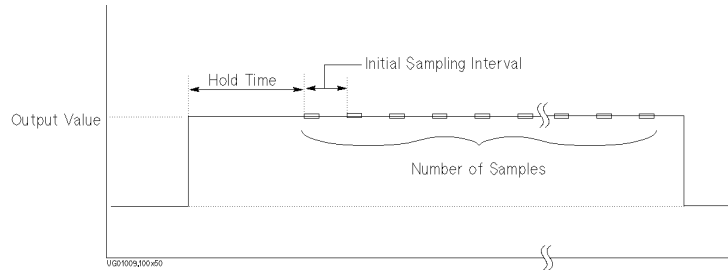 Initial Sampling Interval
Hold Time
Output Value
Number of Samples
UG01009,100x50